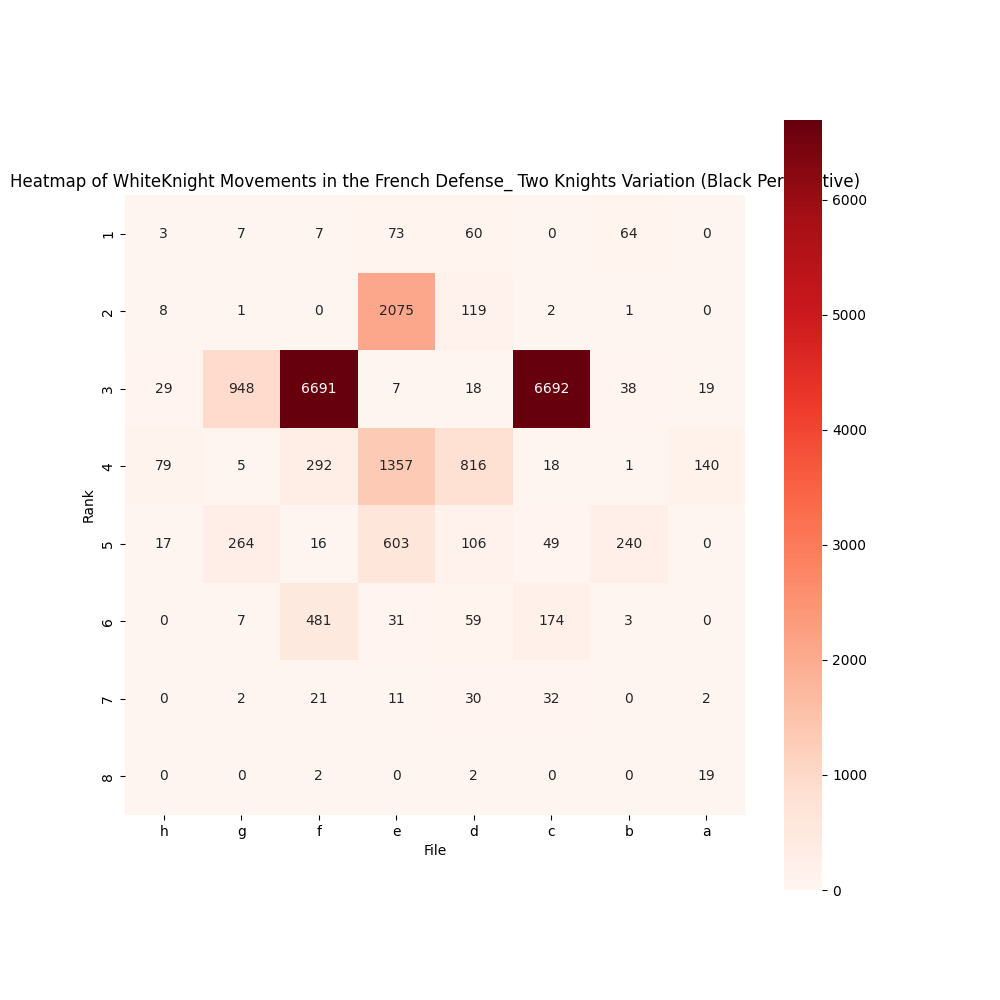 Heatmap of WhiteKnight Movements in the French Defense_ Two Knights Variation (Black Per tive)
1 3 7 7 73 60 0 64 0
2 8 1 0 2075 119 2 1 0
3 29 948 6691 7 18 6692 38 19
4 79 5 292 1357 816 18 1 140
5 17 264 16 603 106 49 240 0
6 0 7 481 31 59 174 3 0
7 0 2 21 11 30 32 0 2
8 0 0 2 0 2 0 0 19
h g f e d c b a
File
Rank
6000
5000
4000
3000
2000
1000
0